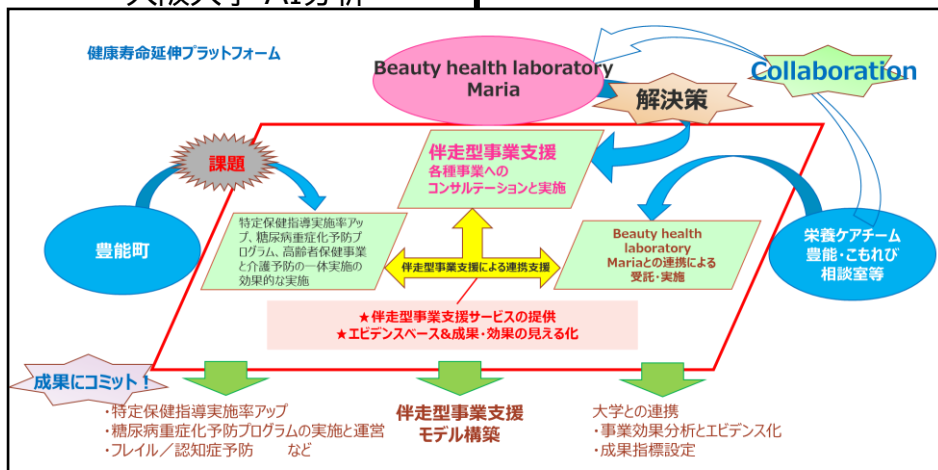 健康寿命延伸プラットフォーム
Beauty health laboratory
Maria
解決策
Collaboration
課題
伴走型事業支援
各種事業への
コンサルテーションと実施
豊能町
特定保健指導実施率アッ
プ、糖尿病重症化予防プ
ログラム、高齢者保健事業
と介護予防の一体実施の
効果的な実施
伴走型事業支援による連携支援
Beauty health
laboratory
Mariaとの連携による
受託・実施
栄養ケアチーム
豊能・こもれび
相談室等
★伴走型事業支援サービスの提供
★エビデンスベース&成果・効果の見える化
成果にコミット！
・特定保健指導実施率アップ
・糖尿病重症化予防プログラムの実施と運営
・フレイル／認知症予防　など
伴走型事業支援
モデル構築
大学との連携
・事業効果分析とエビデンス化
・成果指標設定